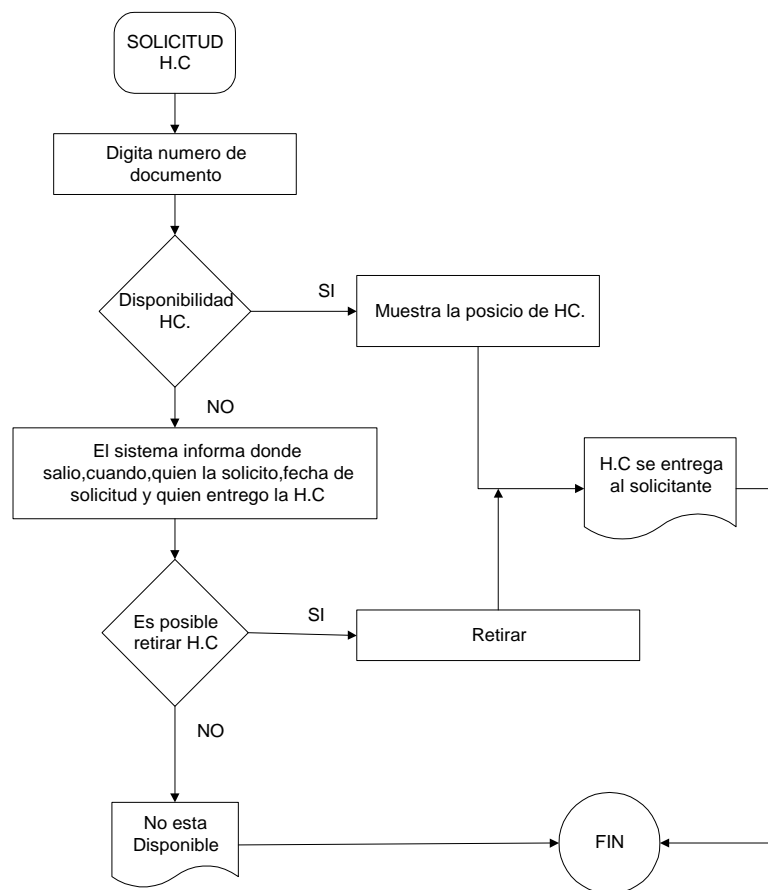 SOLICITUD
H.C
Digita numero de
documento
Disponibilidad
HC.
SI
Muestra la posicio de HC.
NO
El sistema informa donde
salio,cuando,quien la solicito,fecha de
solicitud y quien entrego la H.C
H.C se entrega
al solicitante
Es posible
retirar H.C
SI
Retirar
NO
No esta
Disponible
FIN